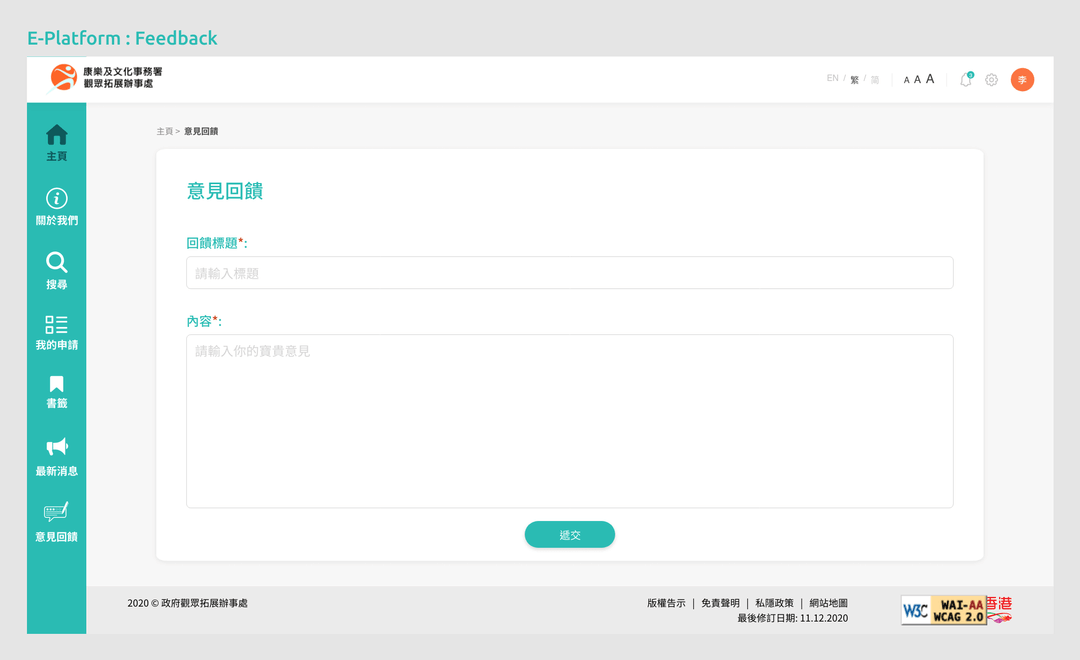 E-Platform : Feedback
康樂及文化事務署
觀眾拓展辦事處
EN / 繁 / 简
A A A
3
李
主頁
關於我們
搜尋
我的申請
書籤
最新消息
意見回饋
主頁 > 意見回饋
意見回饋
回饋標題*:
請輸入標題
內容*:
請輸入你的寶貴意見
遞交
2020 © 政府觀眾拓展辦事處
版權告示 | 免責聲明 | 私隱政策 | 網站地圖
最後修訂日期: 11.12.2020
W3C WAI-AA
WCAG 2.0
香港